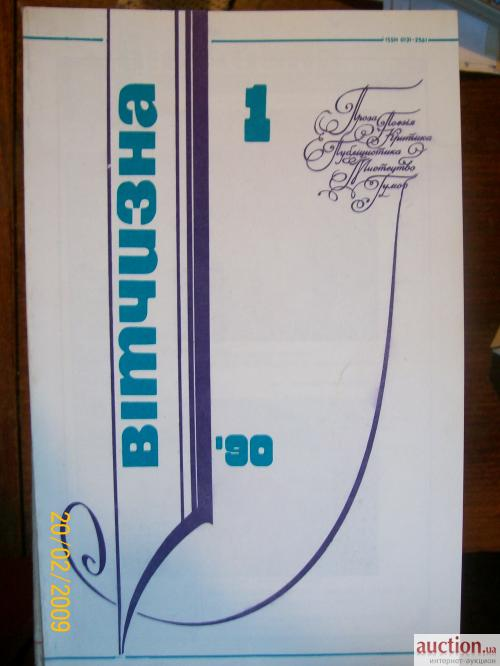 ISSN 0131-2561
1
Проза Поезія
Критика
Публіцистика
Мистецтво
Гумор
вітчизна
'90
20/02/2009
auction.ua
интернет-аукцион